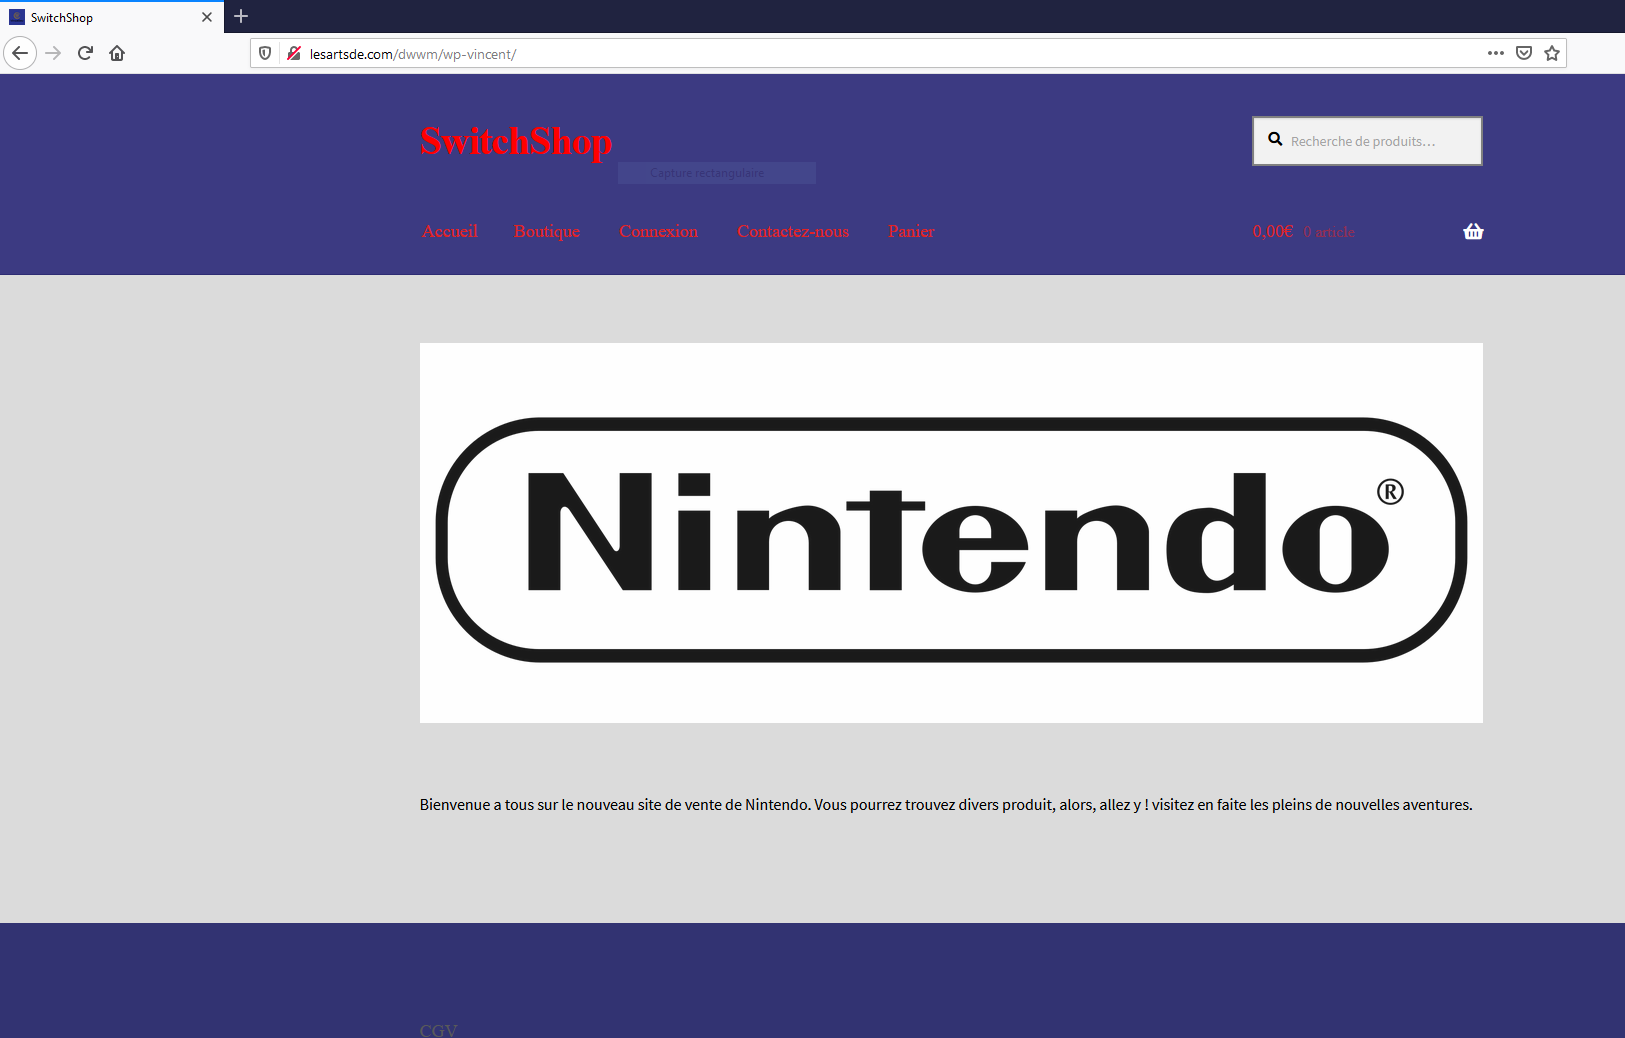 SwitchShop
lesartsde.com/dwwm/wp-vincent/
SwitchShop
Recherche de produits…
Capture rectangulaire
Accueil Boutique Connexion Contactez-nous Panier 0,00€ 0 article
Nintendo®
Bienvenue a tous sur le nouveau site de vente de Nintendo. Vous pourrez trouvez divers produit, alors, allez y ! visitez en faite les pleins de nouvelles aventures.
CGV